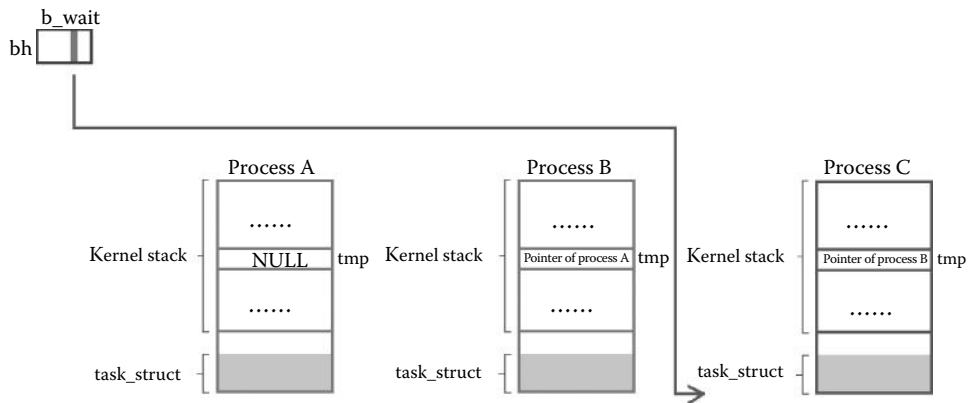 b_wait
bh
Process A
Process B
Process C
......
......
......
Kernel stack
NULL
tmp
Kernel stack
Pointer of process A
tmp
Kernel stack
Pointer of process B
tmp
......
......
......
task_struct
task_struct
task_struct